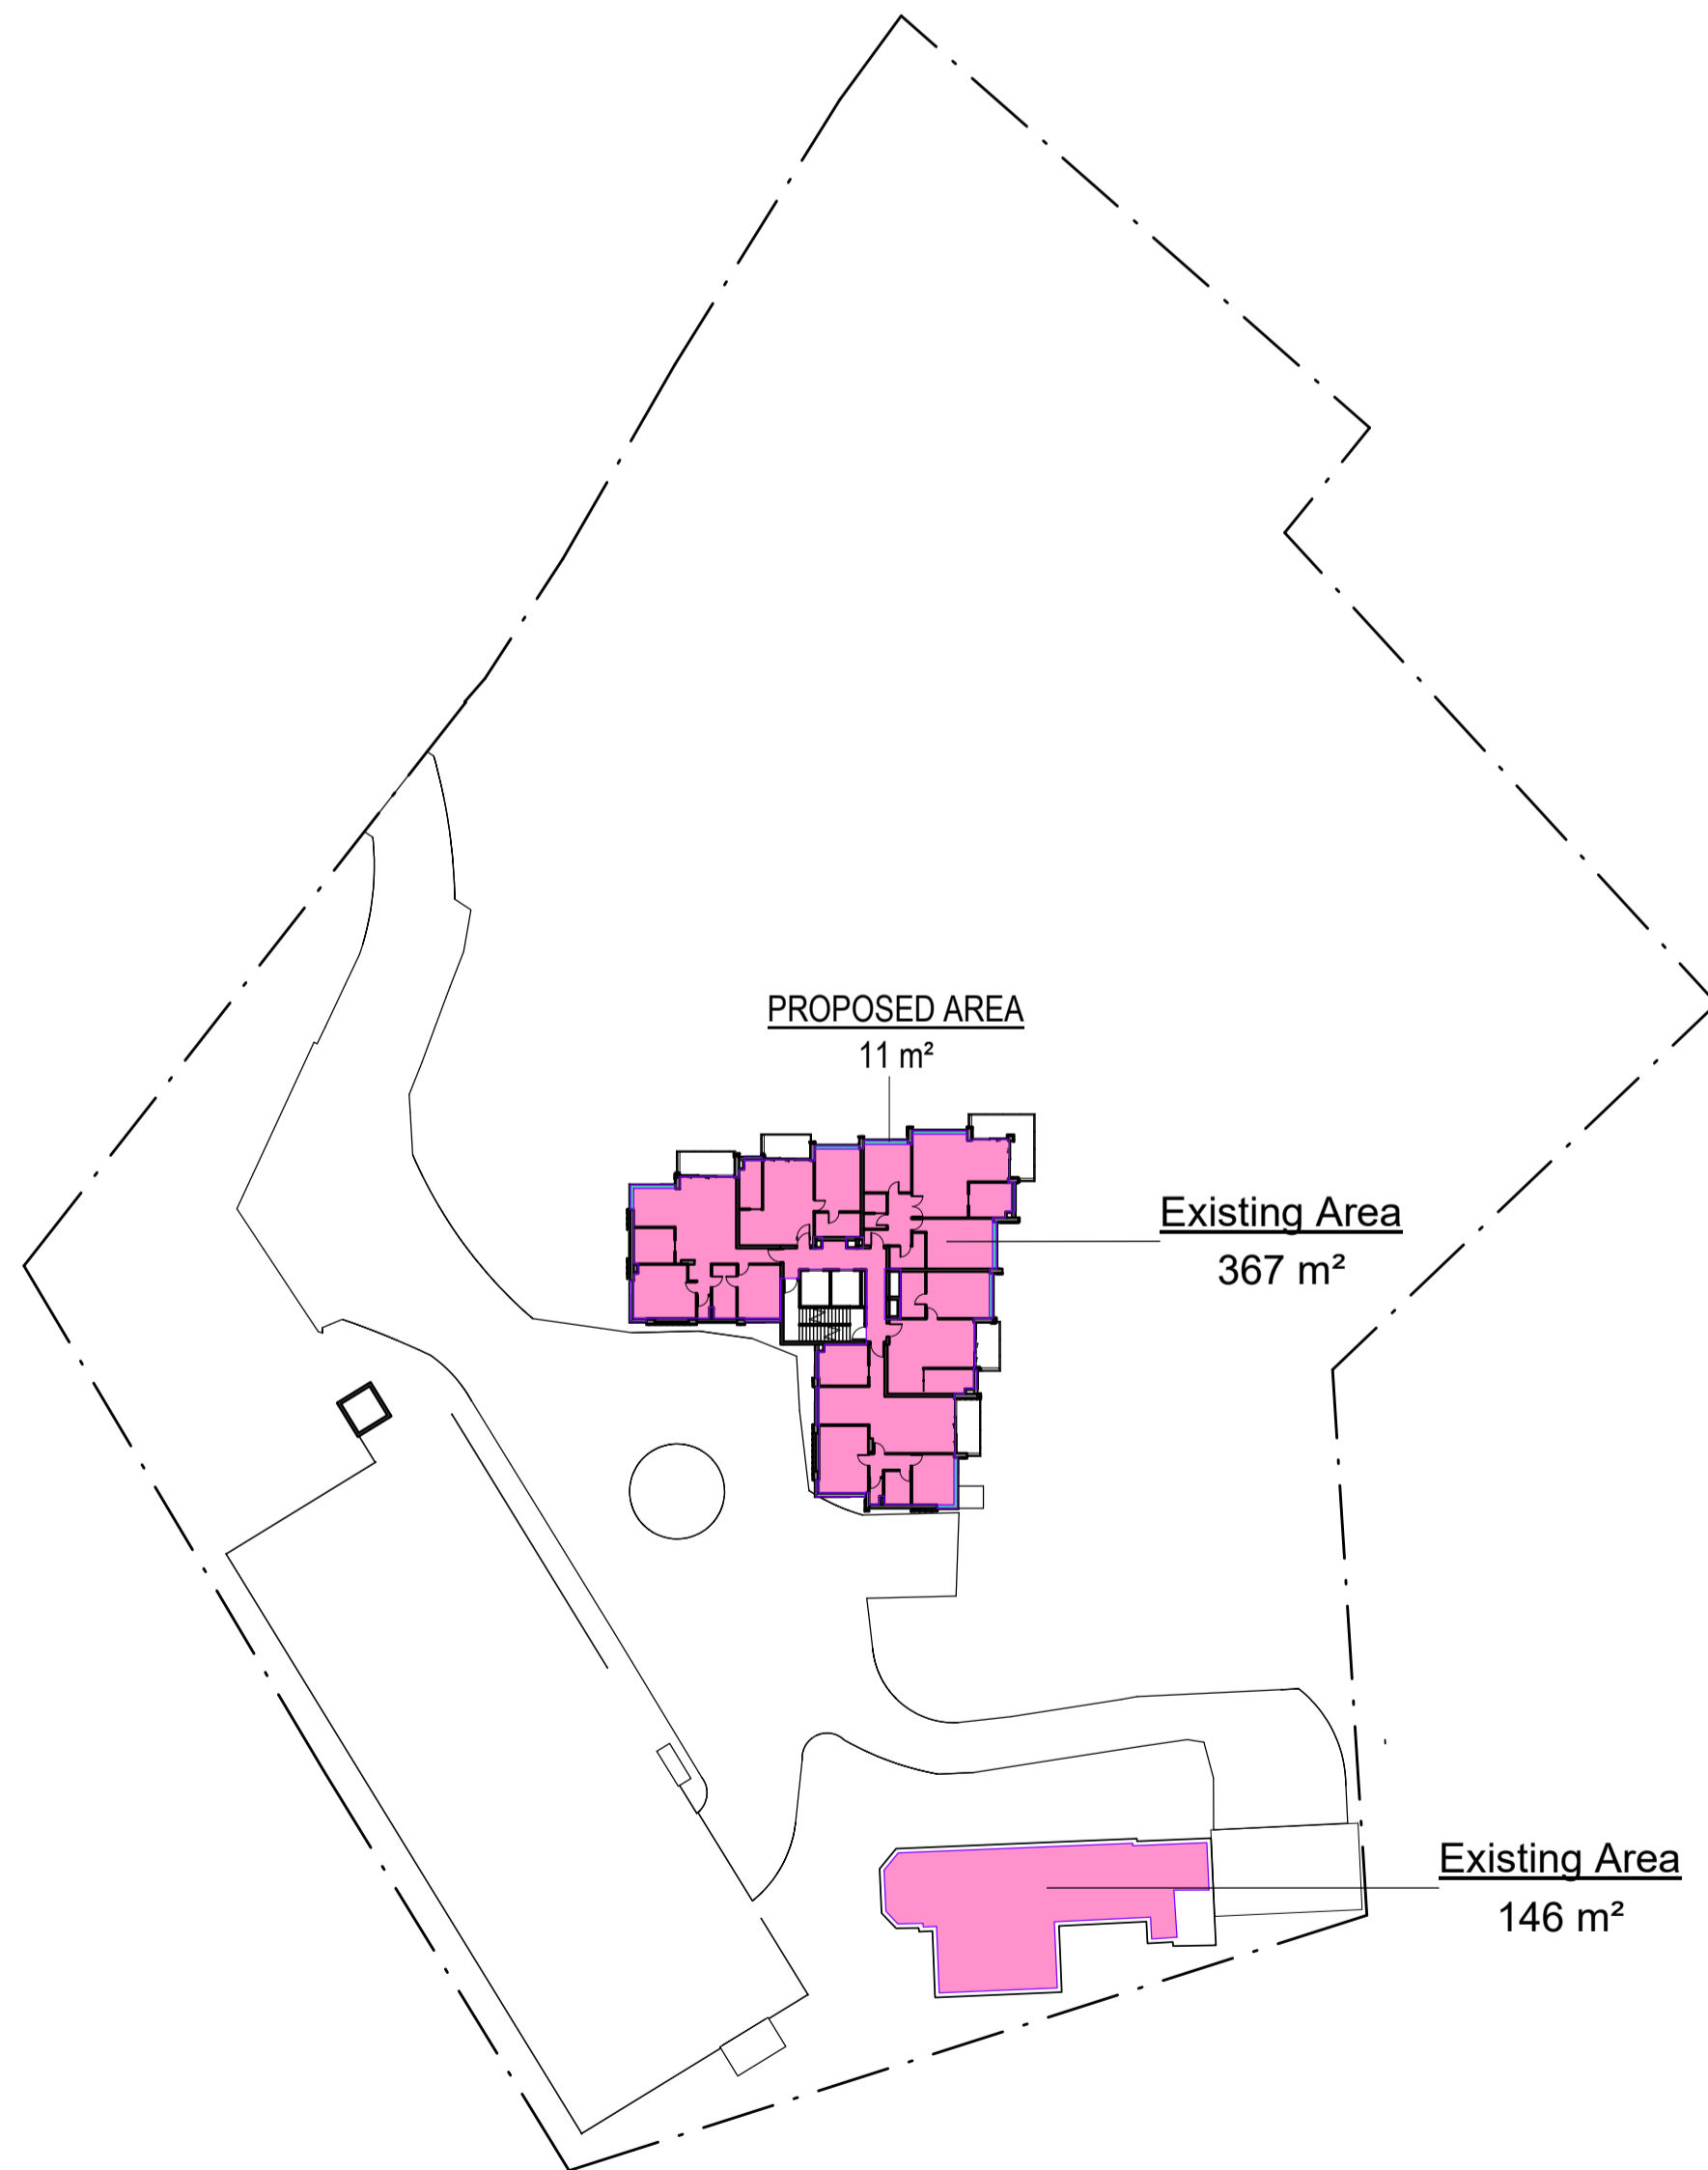 PROPOSED AREA
11 m²
Existing Area
367 m²
Existing Area
146 m²